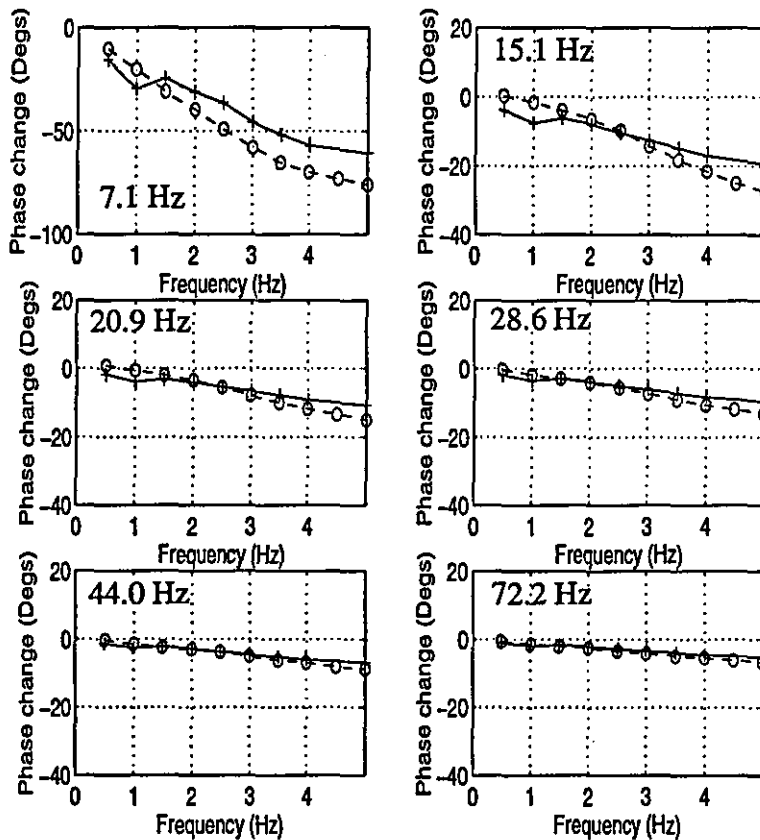 Phase change (Degs)
0
-50
-100
7.1 Hz
0 1 2 3 4
Frequency (Hz)
Phase change (Degs)
20
0
-20
-40
15.1 Hz
0 1 2 3 4
Frequency (Hz)
Phase change (Degs)
20
0
-20
-40
20.9 Hz
0 1 2 3 4
Frequency (Hz)
Phase change (Degs)
20
0
-20
-40
28.6 Hz
0 1 2 3 4
Frequency (Hz)
Phase change (Degs)
20
0
-20
-40
44.0 Hz
0 1 2 3 4
Frequency (Hz)
Phase change (Degs)
20
0
-20
-40
72.2 Hz
0 1 2 3 4
Frequency (Hz)